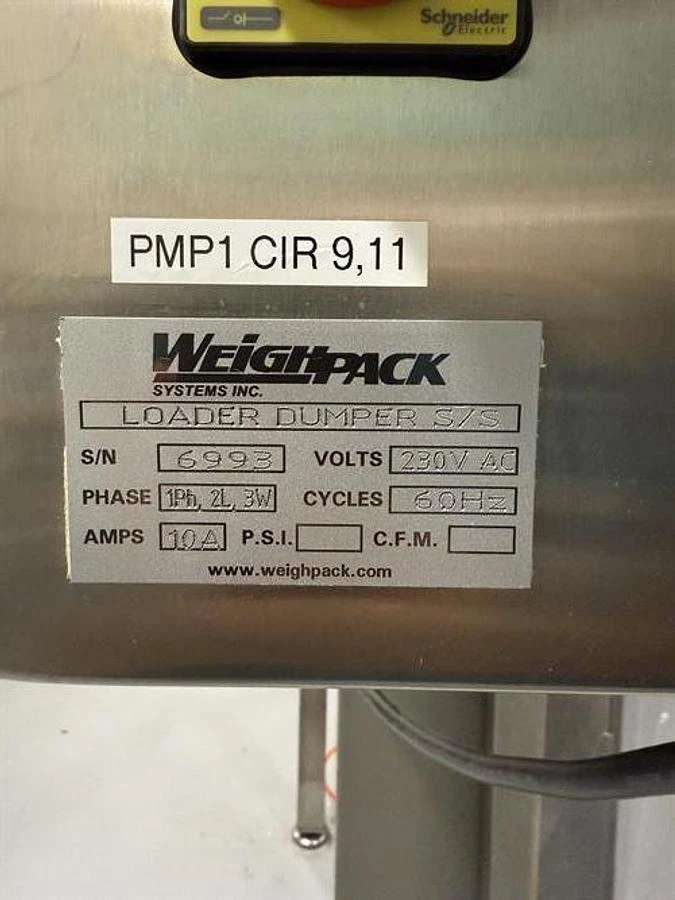 Schneider
Electric
PMP1 CIR 9,11
WEIGHPACK
SYSTEMS INC.
LOADER DUMPER S/S
S/N 6993 VOLTS 230V AC
PHASE 1Ph, 2L, 3W CYCLES 60Hz
AMPS 10A P.S.I. C.F.M.
www.weighpack.com